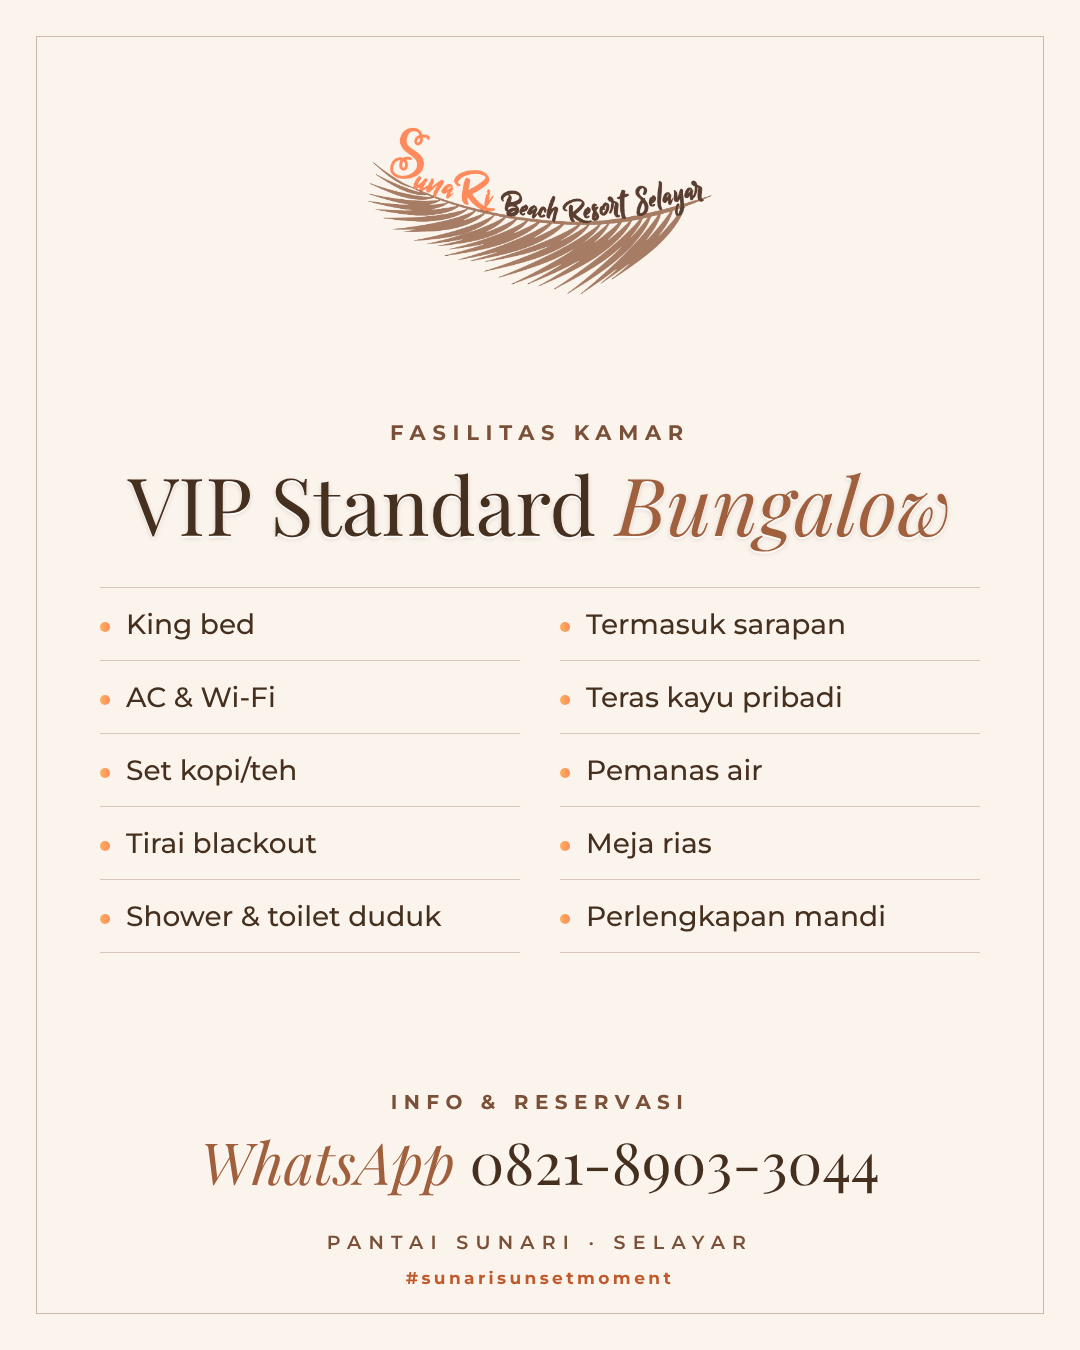 SunaRi Beach Resort Selayar
FASILITAS KAMAR
VIP Standard Bungalow
King bed
Termasuk sarapan
AC & Wi-Fi
Teras kayu pribadi
Set kopi/teh
Pemanas air
Tirai blackout
Meja rias
Shower & toilet duduk
Perlengkapan mandi
INFO & RESERVASI
WhatsApp 0821-8903-3044
PANTAI SUNARI · SELAYAR
#sunarisunsetmoment